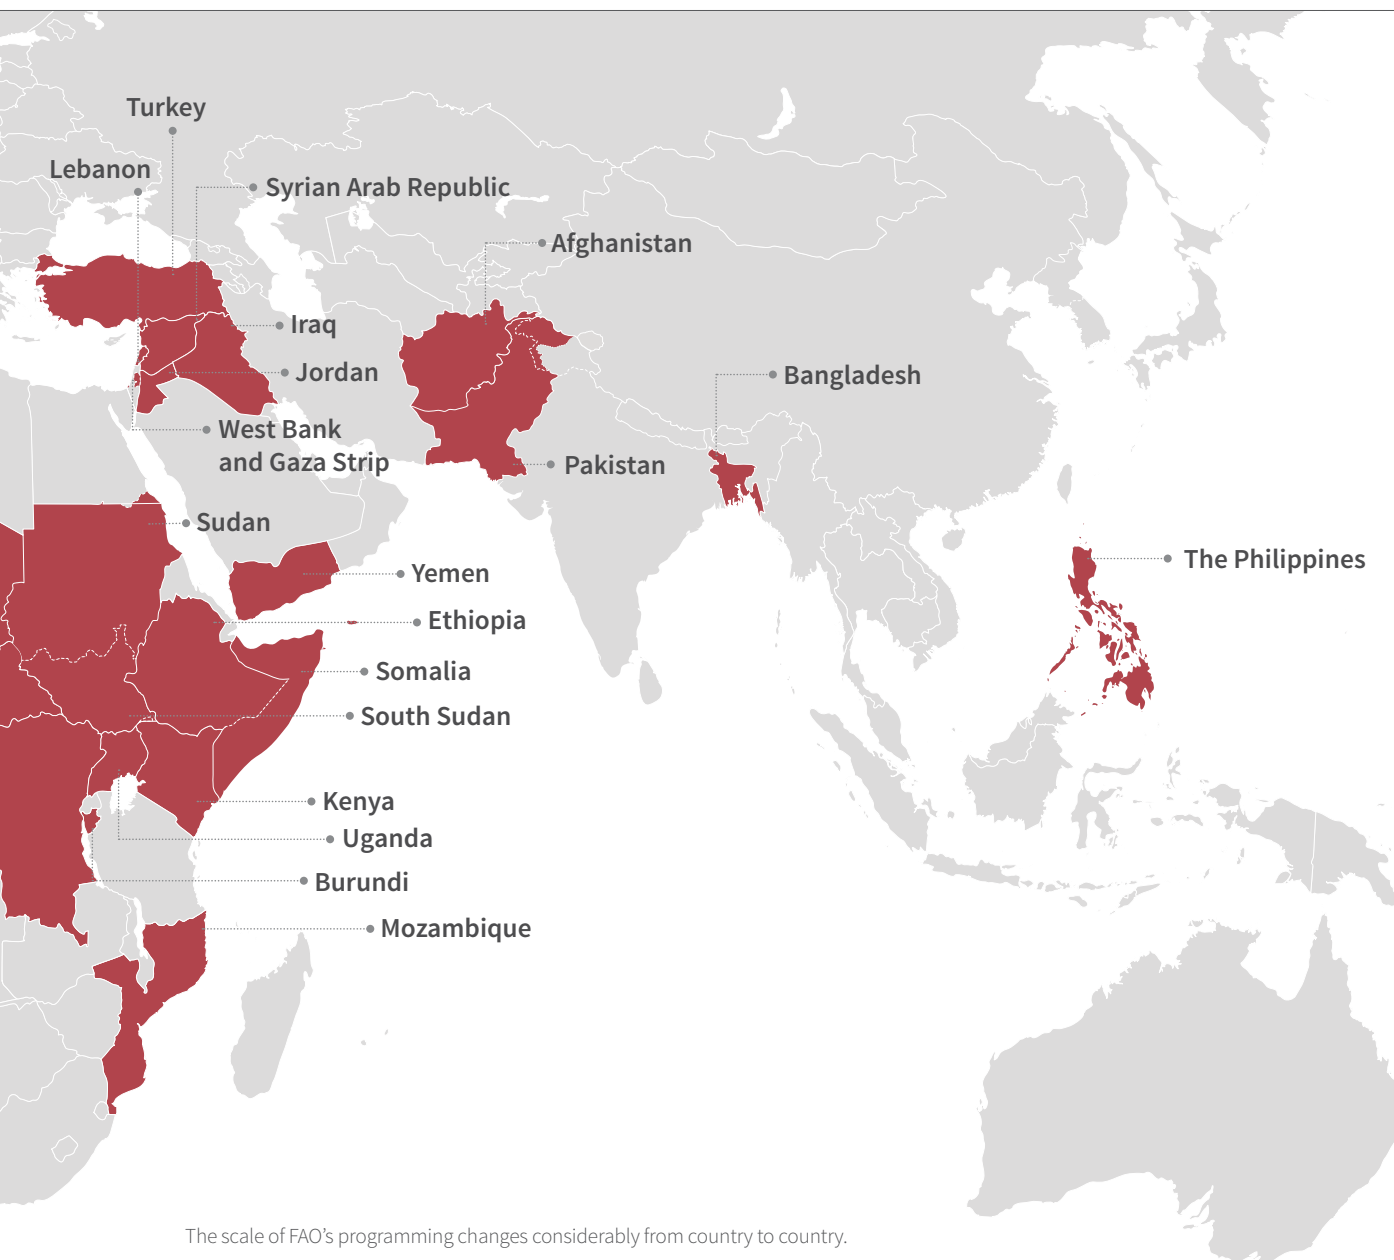 Turkey
Lebanon
Syrian Arab Republic
Afghanistan
Iraq
Jordan
Bangladesh
West Bank
and Gaza Strip
Pakistan
Sudan
The Philippines
Yemen
Ethiopia
Somalia
South Sudan
Kenya
Uganda
Burundi
Mozambique
The scale of FAO’s programming changes considerably from country to country.